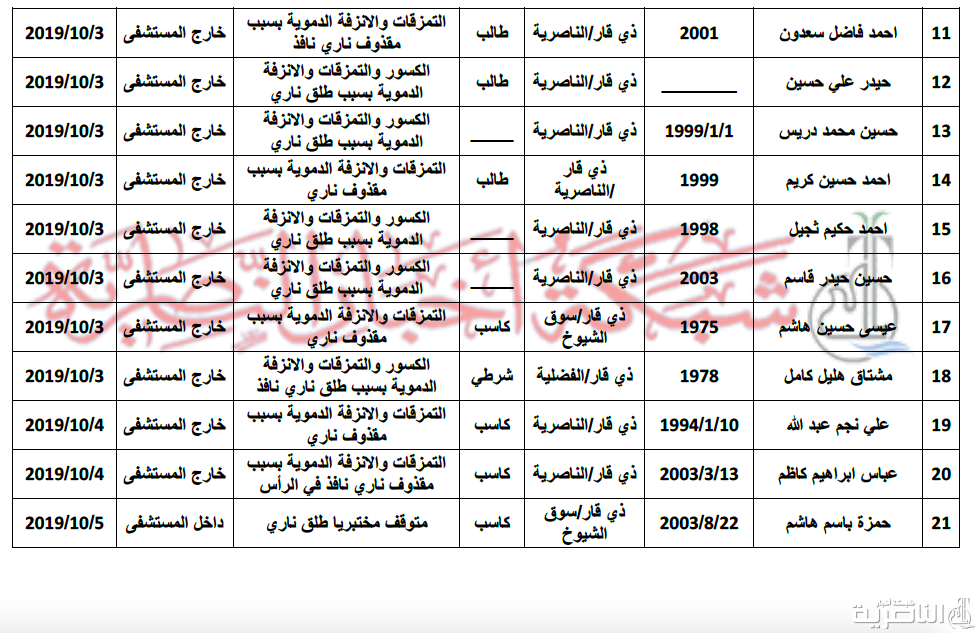 11 احمد فاضل سعدون 2001 ذي قار/الناصرية طالب التمزقات والانزفة الدموية بسبب مقذوف ناري نافذ خارج المستشفى 2019/10/3
12 حيدر علي حسين ________ ذي قار/الناصرية طالب الكسور والتمزقات والانزفة الدموية بسبب طلق ناري خارج المستشفى 2019/10/3
13 حسين محمد دريس 1999/1/1 ذي قار/الناصرية ____ الكسور والتمزقات والانزفة الدموية بسبب طلق ناري خارج المستشفى 2019/10/3
14 احمد حسين كريم 1999 ذي قار /الناصرية طالب التمزقات والانزفة الدموية بسبب مقذوف ناري خارج المستشفى 2019/10/3
15 احمد حكيم ثجيل 1998 ذي قار/الناصرية ____ الكسور والتمزقات والانزفة الدموية بسبب طلق ناري خارج المستشفى 2019/10/3
16 حسين حيدر قاسم 2003 ذي قار/الناصرية ____ الكسور والتمزقات والانزفة الدموية بسبب طلق ناري خارج المستشفى 2019/10/3
17 عيسى حسين هاشم 1975 ذي قار/سوق الشيوخ كاسب التمزقات والانزفة الدموية بسبب مقذوف ناري خارج المستشفى 2019/10/3
18 مشتاق هليل كامل 1978 ذي قار/الفضلية شرطي الكسور والتمزقات والانزفة الدموية بسبب طلق ناري نافذ خارج المستشفى 2019/10/3
19 علي نجم عبد الله 1994/1/10 ذي قار/الناصرية كاسب التمزقات والانزفة الدموية بسبب مقذوف ناري خارج المستشفى 2019/10/4
20 عباس ابراهيم كاظم 2003/3/13 ذي قار/الناصرية كاسب التمزقات والانزفة الدموية بسبب مقذوف ناري نافذ في الرأس خارج المستشفى 2019/10/4
21 حمزة باسم هاشم 2003/8/22 ذي قار/سوق الشيوخ كاسب متوقف مختبريا طلق ناري داخل المستشفى 2019/10/5
شبكة أخبار الناصرية
شبكة أخبار
الناصرية